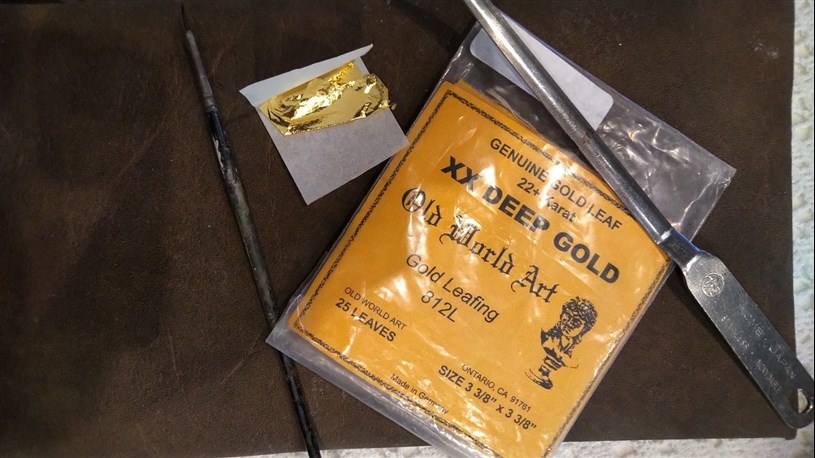 GENUINE GOLD LEAF
22+ Karat
XX DEEP GOLD
Old World Art
Gold Leafing
812L
OLD WORLD ART
25 LEAVES
ONTARIO, CA 91761
SIZE 3 3/8" x 3 3/8"
Made in Germany